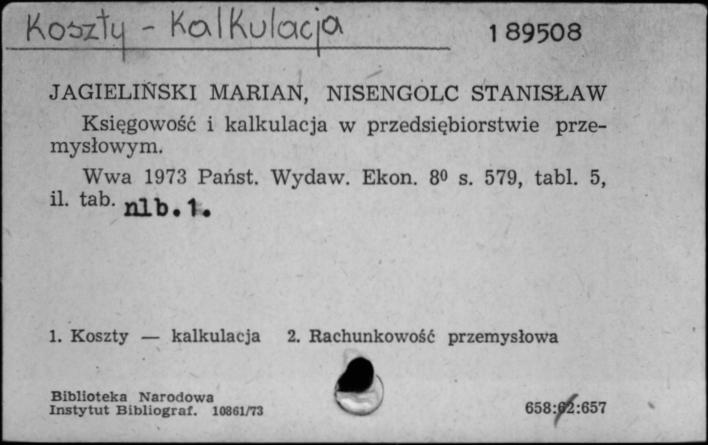 Koszty - Kalkulacja
189508
JAGIELIŃSKI MARIAN, NISENGOLC STANISŁAW
Księgowość i kalkulacja w przedsiębiorstwie prze-
mysłowym.
Wwa 1973 Państ. Wydaw. Ekon. 8⁰ s. 579, tabl. 5,
il. tab. nlb.1.
1. Koszty — kalkulacja 2. Rachunkowość przemysłowa
Biblioteka Narodowa
Instytut Bibliograf. 10861/73
658:62:657